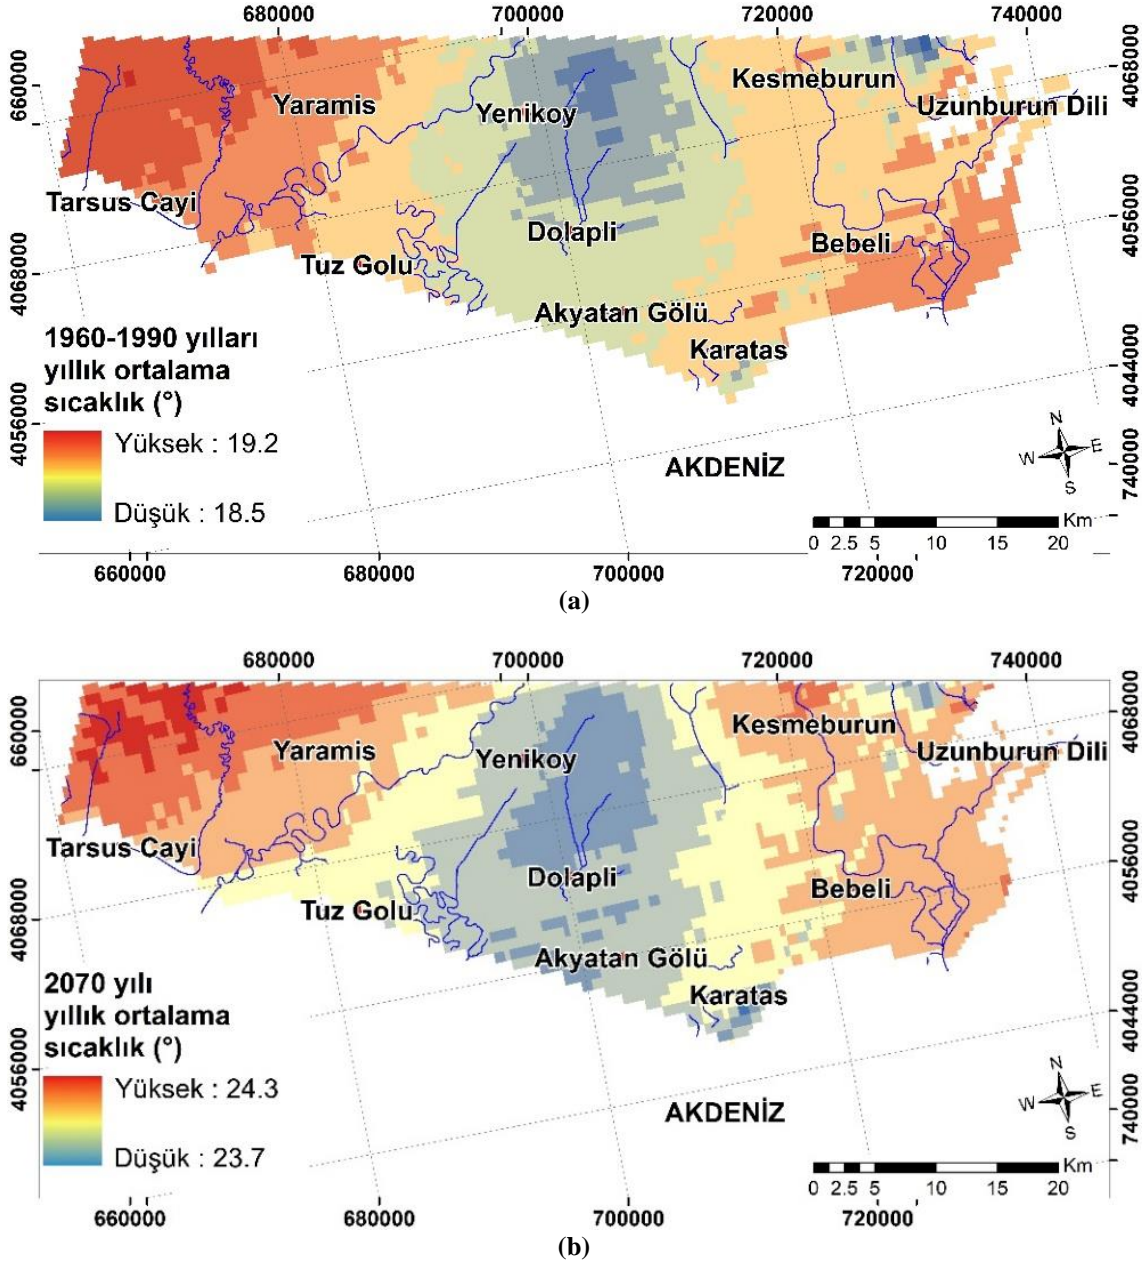 680000 700000 720000 740000
660000
4068000
Kesmeburun
Yaramis
Yenikoy
Uzunburun Dili
Tarsus Cayi
4056000
Dolapli
Bebeli
4068000
Tuz Golu
Akyatan Gölü
1960-1990 yılları
yıllık ortalama
sıcaklık (°)
Karatas
4044000
4056000
Yüksek : 19.2
Düşük : 18.5
AKDENİZ
N
W E
S
740000
Km
0 2.5 5 10 15 20
660000 680000 700000 720000
(a)
680000 700000 720000 740000
660000
4068000
Kesmeburun
Yaramis
Yenikoy
Uzunburun Dili
Tarsus Cayi
4056000
Dolapli
Bebeli
4068000
Tuz Golu
Akyatan Gölü
2070 yılı
yıllık ortalama
sıcaklık (°)
Karatas
4044000
4056000
Yüksek : 24.3
Düşük : 23.7
AKDENİZ
N
W E
S
740000
Km
0 2.5 5 10 15 20
660000 680000 700000 720000
(b)